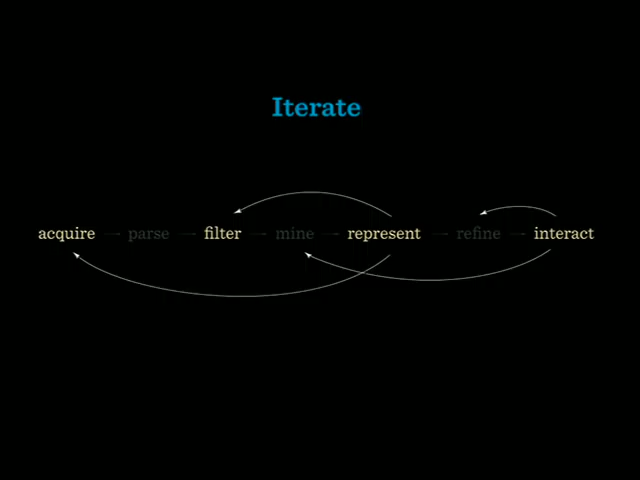 Iterate
acquire → parse → filter → mine → represent → refine → interact